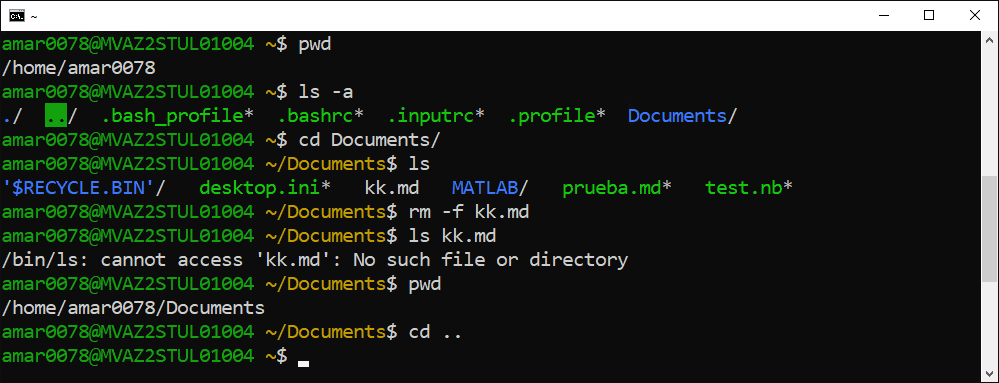 ~
amar0078@MVAZ2STUL01004 ~$ pwd
/home/amar0078
amar0078@MVAZ2STUL01004 ~$ ls -a
./  ../  .bash_profile*  .bashrc*  .inputrc*  .profile*  Documents/
amar0078@MVAZ2STUL01004 ~$ cd Documents/
amar0078@MVAZ2STUL01004 ~/Documents$ ls
'$RECYCLE.BIN'/   desktop.ini*   kk.md   MATLAB/   prueba.md*   test.nb*
amar0078@MVAZ2STUL01004 ~/Documents$ rm -f kk.md
amar0078@MVAZ2STUL01004 ~/Documents$ ls kk.md
/bin/ls: cannot access 'kk.md': No such file or directory
amar0078@MVAZ2STUL01004 ~/Documents$ pwd
/home/amar0078/Documents
amar0078@MVAZ2STUL01004 ~/Documents$ cd ..
amar0078@MVAZ2STUL01004 ~$